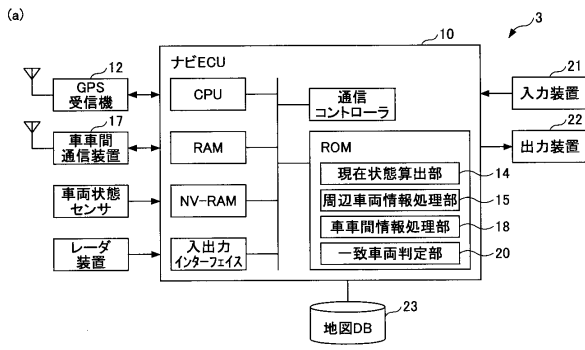 (a)
10
3
ナビECU
12
GPS
受信機
CPU
通信
コントローラ
21
入力装置
17
車車間
通信装置
RAM
ROM
22
出力装置
現在状態算出部
14
車両状態
センサ
NV-RAM
周辺車両情報処理部
15
車車間情報処理部
18
レーダ
装置
入出力
インターフェイス
一致車両判定部
20
地図DB
23